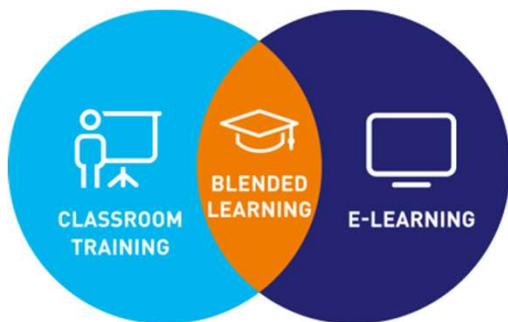 CLASSROOM
TRAINING
BLENDED
LEARNING
E-LEARNING